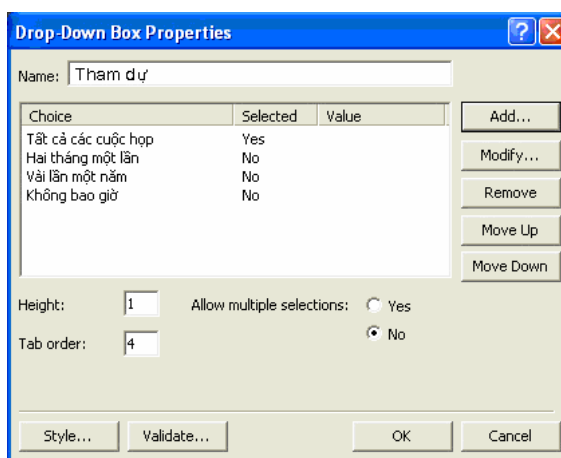 Drop-Down Box Properties
Name: Tham dự
Choice Selected Value
Tất cả các cuộc họp Yes
Hai tháng một lần No
Vài lần một năm No
Không bao giờ No
Add...
Modify...
Remove
Move Up
Move Down
Height: 1 Allow multiple selections: Yes
Tab order: 4 No
Style... Validate... OK Cancel